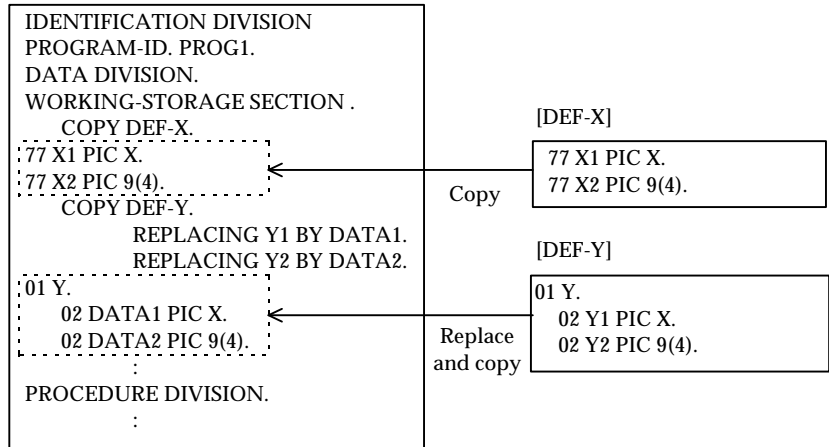 IDENTIFICATION DIVISION
PROGRAM-ID. PROG1.
DATA DIVISION.
WORKING-STORAGE SECTION .
COPY DEF-X.
77 X1 PIC X.
77 X2 PIC 9(4).
COPY DEF-Y.
REPLACING Y1 BY DATA1.
REPLACING Y2 BY DATA2.
01 Y.
02 DATA1 PIC X.
02 DATA2 PIC 9(4).
:
PROCEDURE DIVISION.
:
Copy
Replace
and copy
[DEF-X]
77 X1 PIC X.
77 X2 PIC 9(4).
[DEF-Y]
01 Y.
02 Y1 PIC X.
02 Y2 PIC 9(4).